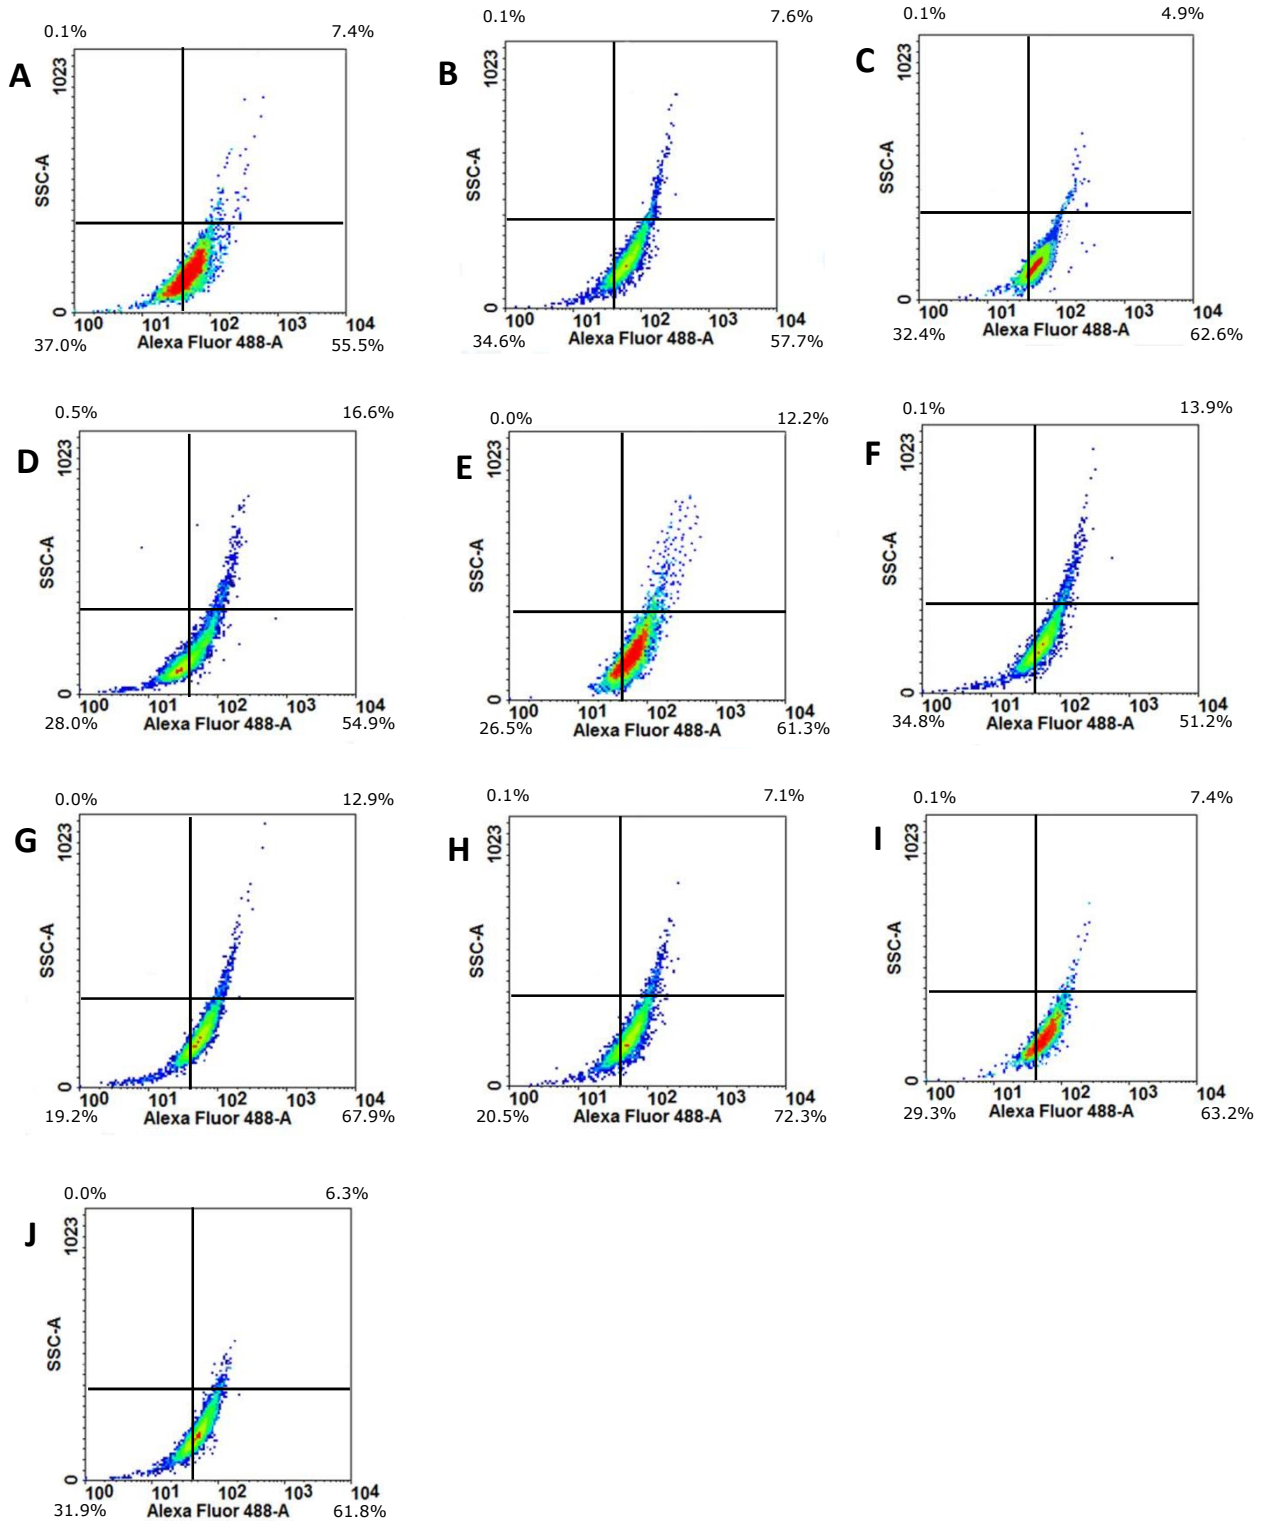 0.1% 7.4%
A
1023
SSC-A
0
100 101 102 103 104
37.0% Alexa Fluor 488-A 55.5%
0.1% 7.6%
B
1023
SSC-A
0
100 101 102 103 104
34.6% Alexa Fluor 488-A 57.7%
0.1% 4.9%
C
1023
SSC-A
0
100 101 102 103 104
32.4% Alexa Fluor 488-A 62.6%
0.5% 16.6%
D
1023
SSC-A
0
100 101 102 103 104
28.0% Alexa Fluor 488-A 54.9%
0.0% 12.2%
E
1023
SSC-A
0
100 101 102 103 104
26.5% Alexa Fluor 488-A 61.3%
0.1% 13.9%
F
1023
SSC-A
0
100 101 102 103 104
34.8% Alexa Fluor 488-A 51.2%
0.0% 12.9%
G
1023
SSC-A
0
100 101 102 103 104
19.2% Alexa Fluor 488-A 67.9%
0.1% 7.1%
H
1023
SSC-A
0
100 101 102 103 104
20.5% Alexa Fluor 488-A 72.3%
0.1% 7.4%
I
1023
SSC-A
0
100 101 102 103 104
29.3% Alexa Fluor 488-A 63.2%
0.0% 6.3%
J
1023
SSC-A
0
100 101 102 103 104
31.9% Alexa Fluor 488-A 61.8%